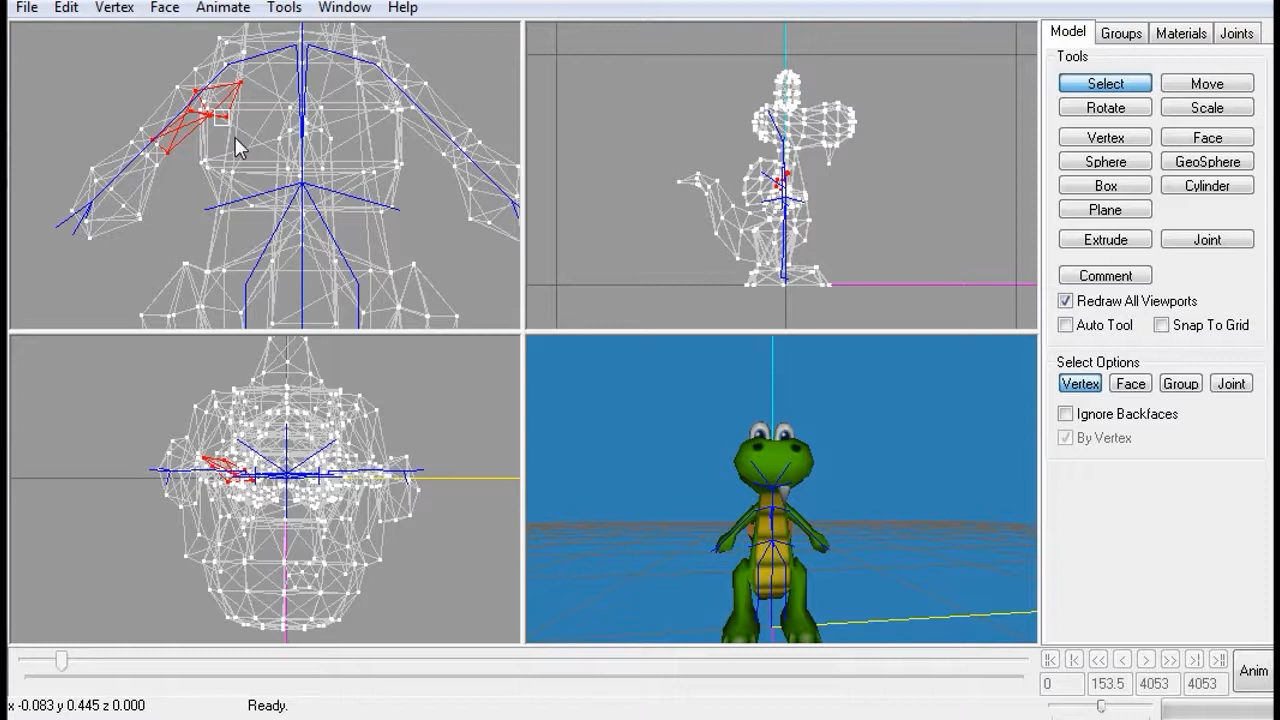 File Edit Vertex Face Animate Tools Window Help
Model Groups Materials Joints
Tools
Select Move
Rotate Scale
Vertex Face
Sphere GeoSphere
Box Cylinder
Plane
Extrude Joint
Comment
Redraw All Viewports
Auto Tool Snap To Grid
Select Options
Vertex Face Group Joint
Ignore Backfaces
By Vertex
0 153.5 4053 4053 Anim
x -0.083 y 0.445 z 0.000 Ready.